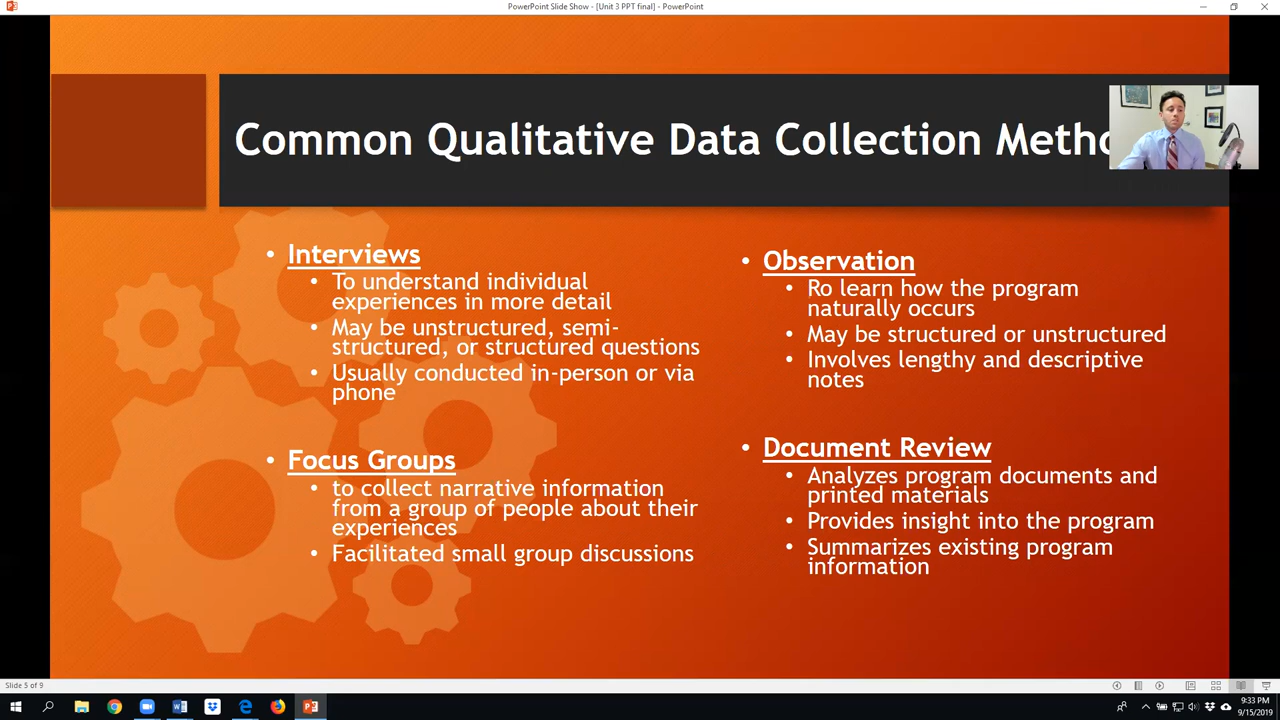 PowerPoint Slide Show - [Unit 3 PPT final] - PowerPoint
Common Qualitative Data Collection Metho
• Interviews
• To understand individual
experiences in more detail
• May be unstructured, semi-
structured, or structured questions
• Usually conducted in-person or via
phone
• Focus Groups
• to collect narrative information
from a group of people about their
experiences
• Facilitated small group discussions
• Observation
• Ro learn how the program
naturally occurs
• May be structured or unstructured
• Involves lengthy and descriptive
notes
• Document Review
• Analyzes program documents and
printed materials
• Provides insight into the program
• Summarizes existing program
information
Slide 5 of 9
9:33 PM
9/15/2019